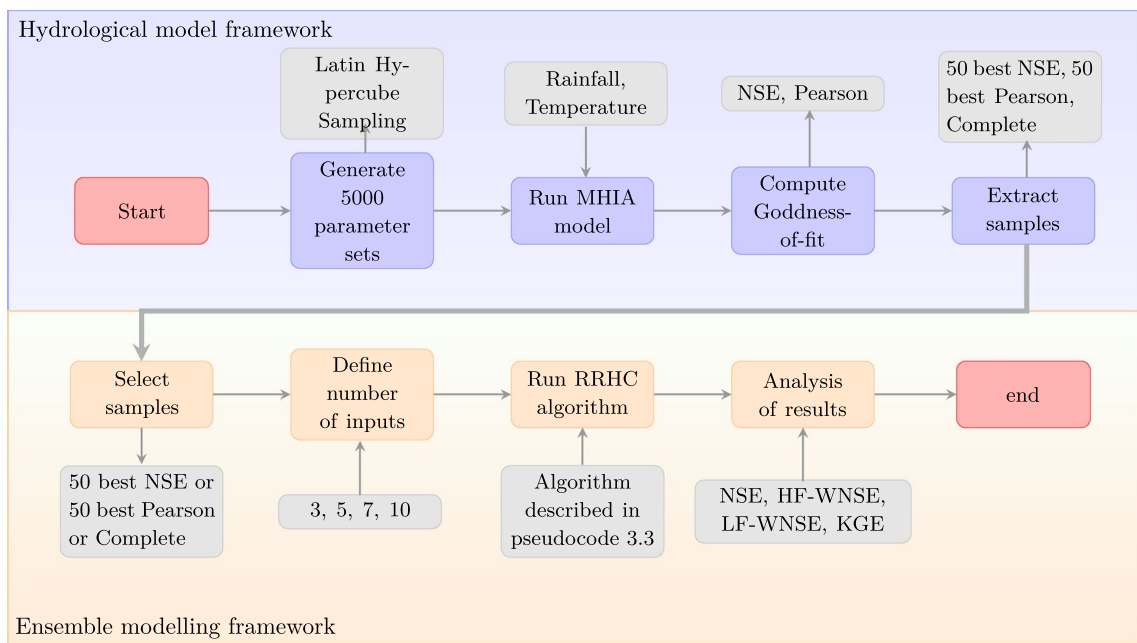 Hydrological model framework
Latin Hy-
percube
Sampling
Rainfall,
Temperature
NSE, Pearson
50 best NSE, 50
best Pearson,
Complete
Start
Generate
5000
parameter
sets
Run MHIA
model
Compute
Goddness-
of-fit
Extract
samples
Select
samples
Define
number
of inputs
Run RRHC
algorithm
Analysis
of results
end
50 best NSE or
50 best Pearson
or Complete
3, 5, 7, 10
Algorithm
described in
pseudocode 3.3
NSE, HF-WNSE,
LF-WNSE, KGE
Ensemble modelling framework